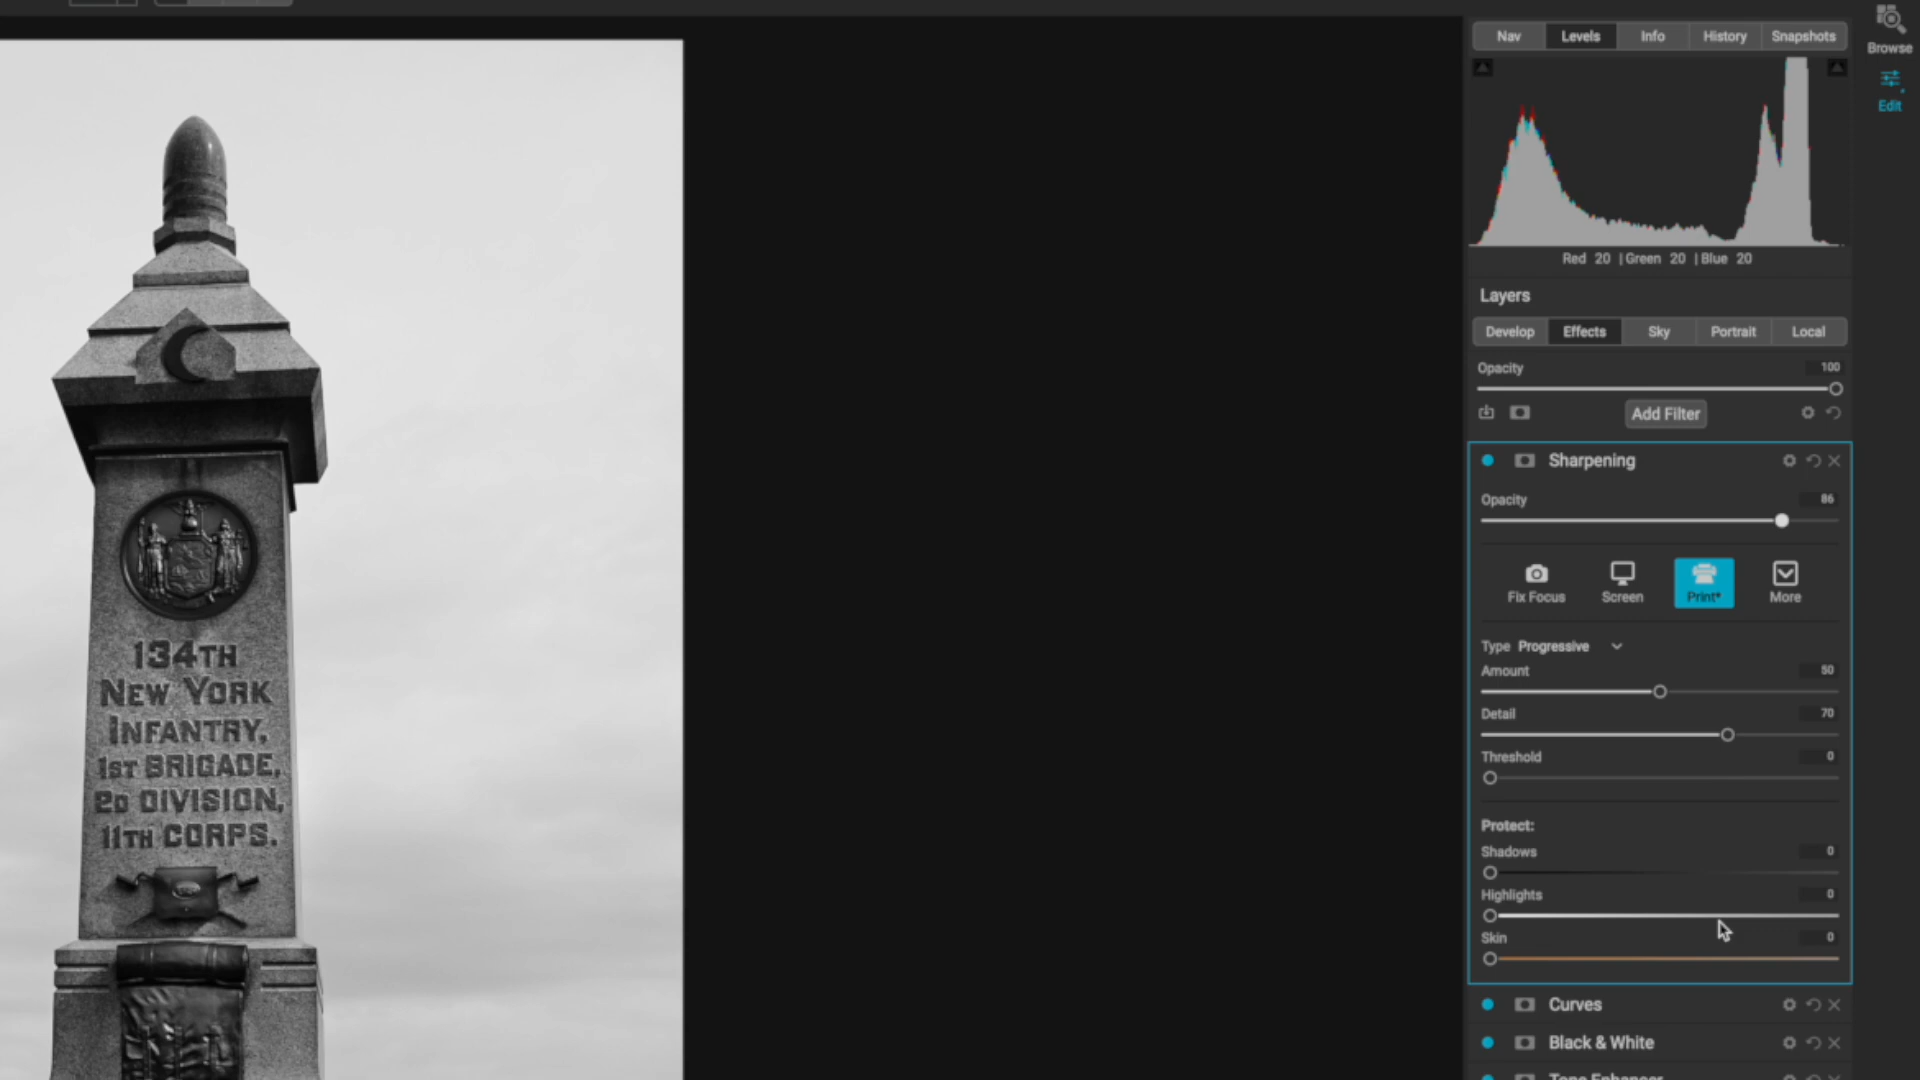 Nav Levels Info History Snapshots
Browse
Edit
Red 20 | Green 20 | Blue 20
Layers
Develop Effects Sky Portrait Local
Opacity 100
Add Filter
Sharpening
Opacity 86
Fix Focus Screen Print* More
Type Progressive
Amount 50
Detail 70
Threshold 0
Protect:
Shadows 0
Highlights 0
Skin 0
Curves
Black & White
Tone Enhancer
134TH
NEW YORK
INFANTRY,
1ST BRIGADE,
2D DIVISION,
11TH CORPS.